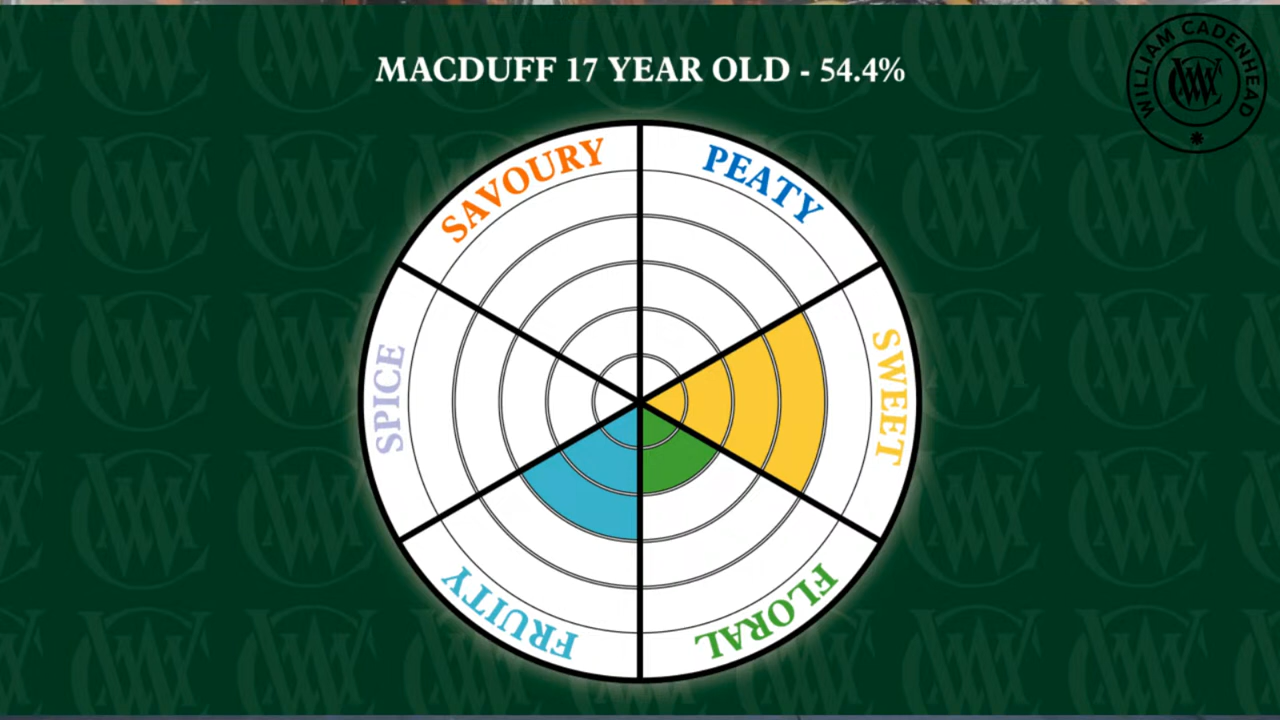 MACDUFF 17 YEAR OLD - 54.4%
WILLIAM CADENHEAD
SAVOURY
PEATY
SPICE
SWEET
FRUITY
FLORAL